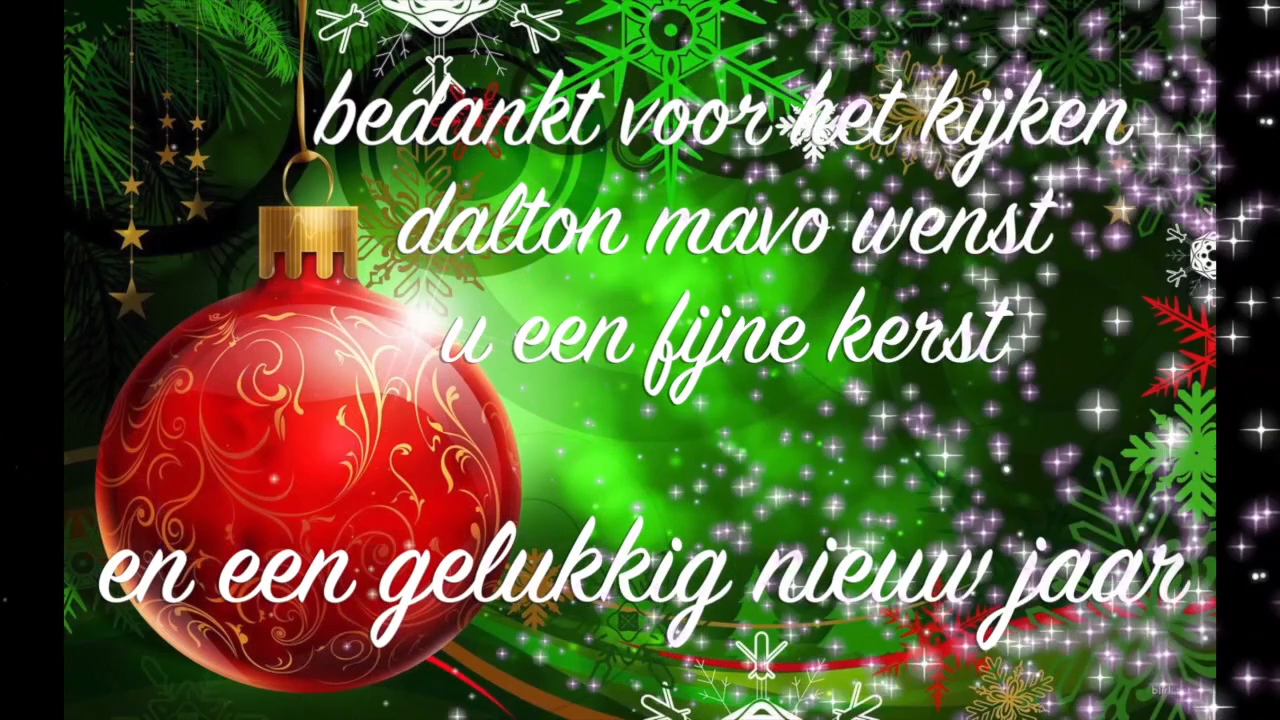 bedankt voor het kijken
dalton mavo wenst
u een fijne kerst
en een gelukkig nieuw jaar